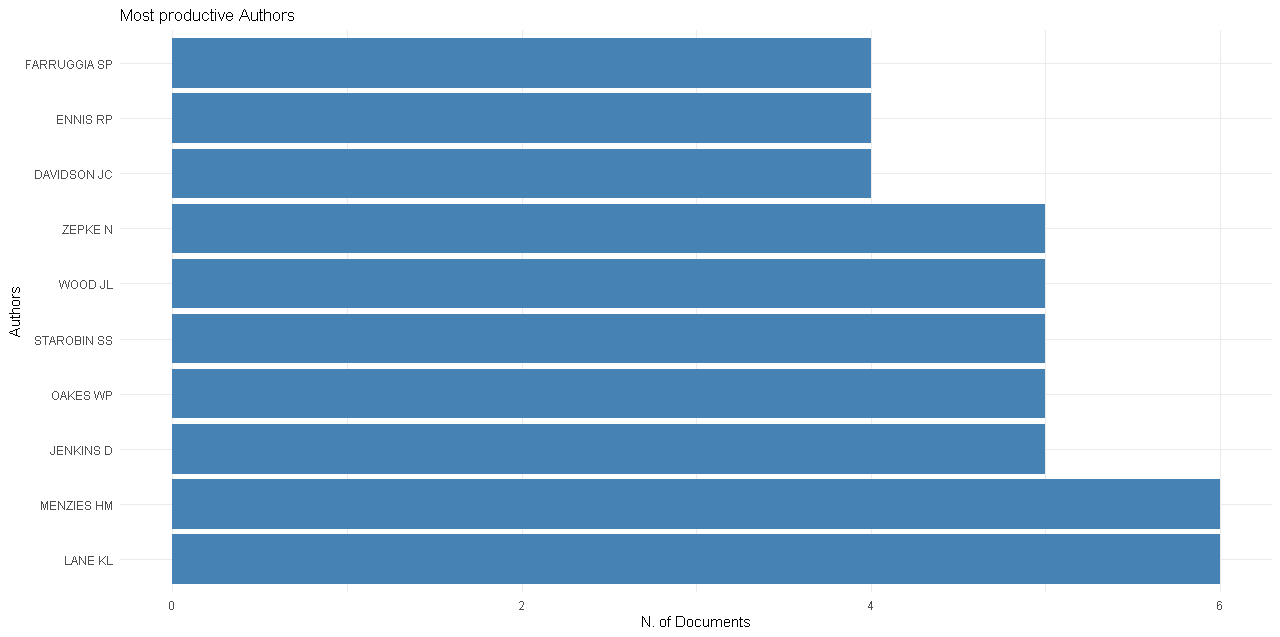 Most productive Authors
FARRUGGIA SP
ENNIS RP
DAVIDSON JC
ZEPKE N
WOOD JL
STAROBIN SS
OAKES WP
JENKINS D
MENZIES HM
LANE KL
Authors
0 2 4 6
N. of Documents